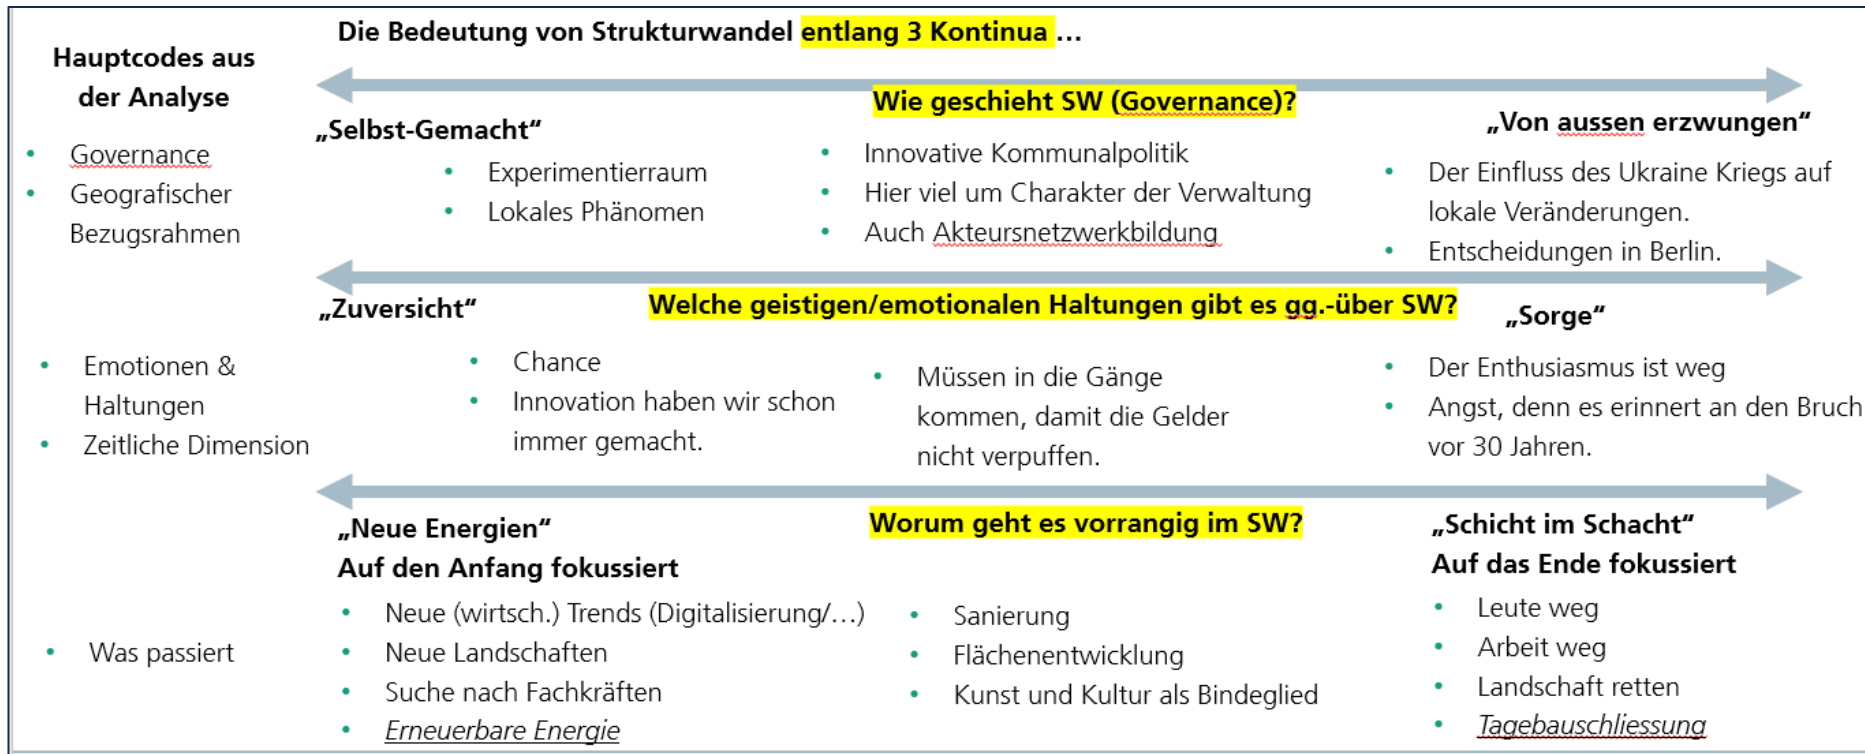 Die Bedeutung von Strukturwandel entlang 3 Kontinua ...
Hauptcodes aus
der Analyse
• Governance
• Geografischer
Bezugsrahmen
Wie geschieht SW (Governance)?
„Selbst-Gemacht“
• Experimentierraum
• Lokales Phänomen
• Innovative Kommunalpolitik
• Hier viel um Charakter der Verwaltung
• Auch Akteursnetzwerkbildung
„Von aussen erzwungen“
• Der Einfluss des Ukraine Kriegs auf
lokale Veränderungen.
• Entscheidungen in Berlin.
• Emotionen &
Haltungen
• Zeitliche Dimension
Welche geistigen/emotionalen Haltungen gibt es gg.-über SW?
„Zuversicht“
• Chance
• Innovation haben wir schon
immer gemacht.
• Müssen in die Gänge
kommen, damit die Gelder
nicht verpuffen.
„Sorge“
• Der Enthusiasmus ist weg
• Angst, denn es erinnert an den Bruch
vor 30 Jahren.
• Was passiert
Worum geht es vorrangig im SW?
„Neue Energien“
Auf den Anfang fokussiert
• Neue (wirtsch.) Trends (Digitalisierung/...)
• Neue Landschaften
• Suche nach Fachkräften
• Erneuerbare Energie
• Sanierung
• Flächenentwicklung
• Kunst und Kultur als Bindeglied
„Schicht im Schacht“
Auf das Ende fokussiert
• Leute weg
• Arbeit weg
• Landschaft retten
• Tagebauschliessung